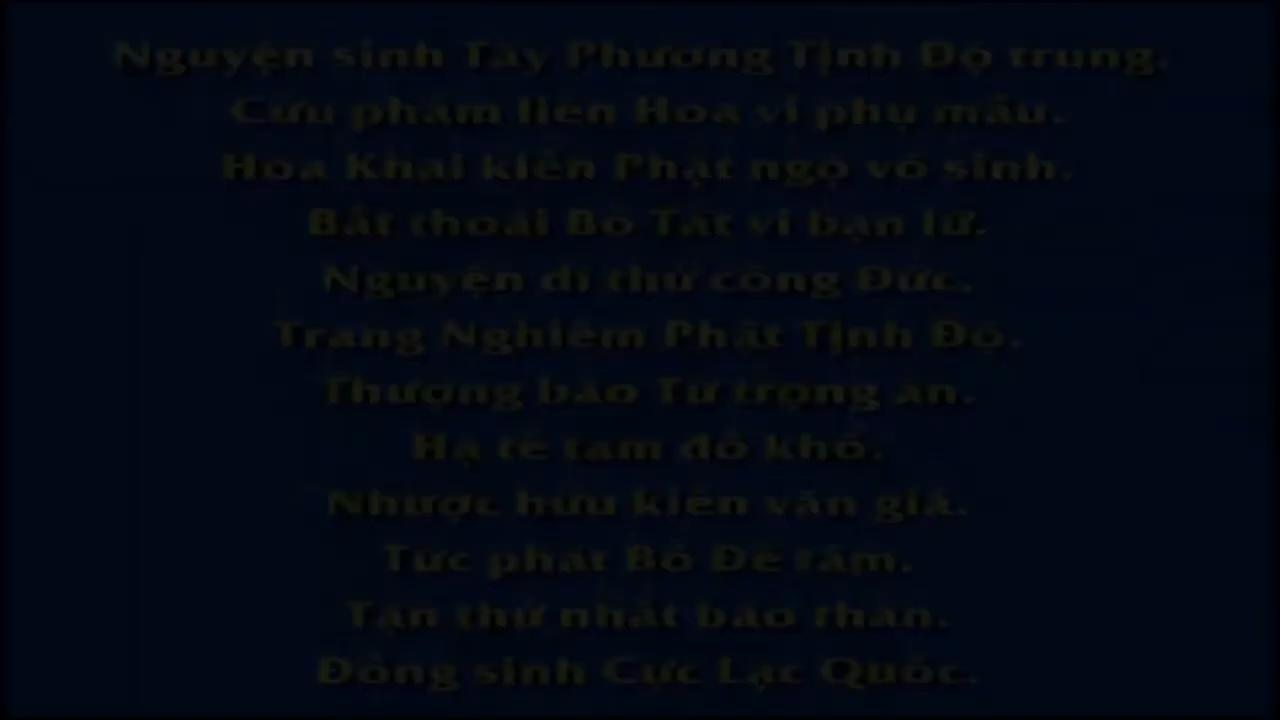 Nguyện sinh Tây Phương Tịnh Độ trung.
Cửu phẩm liên Hoa vi phụ mẫu.
Hoa Khai kiến Phật ngộ vô sinh.
Bất thoái Bồ Tát vi bạn lữ.
Nguyện dĩ thử công Đức.
Trang Nghiêm Phật Tịnh Độ.
Thượng báo Tứ trọng ân.
Hạ tế tam đồ khổ.
Nhược hữu kiến văn giả.
Tức phát Bồ Đề tâm.
Tận thử nhất báo thân.
Đồng sinh Cực Lạc Quốc.